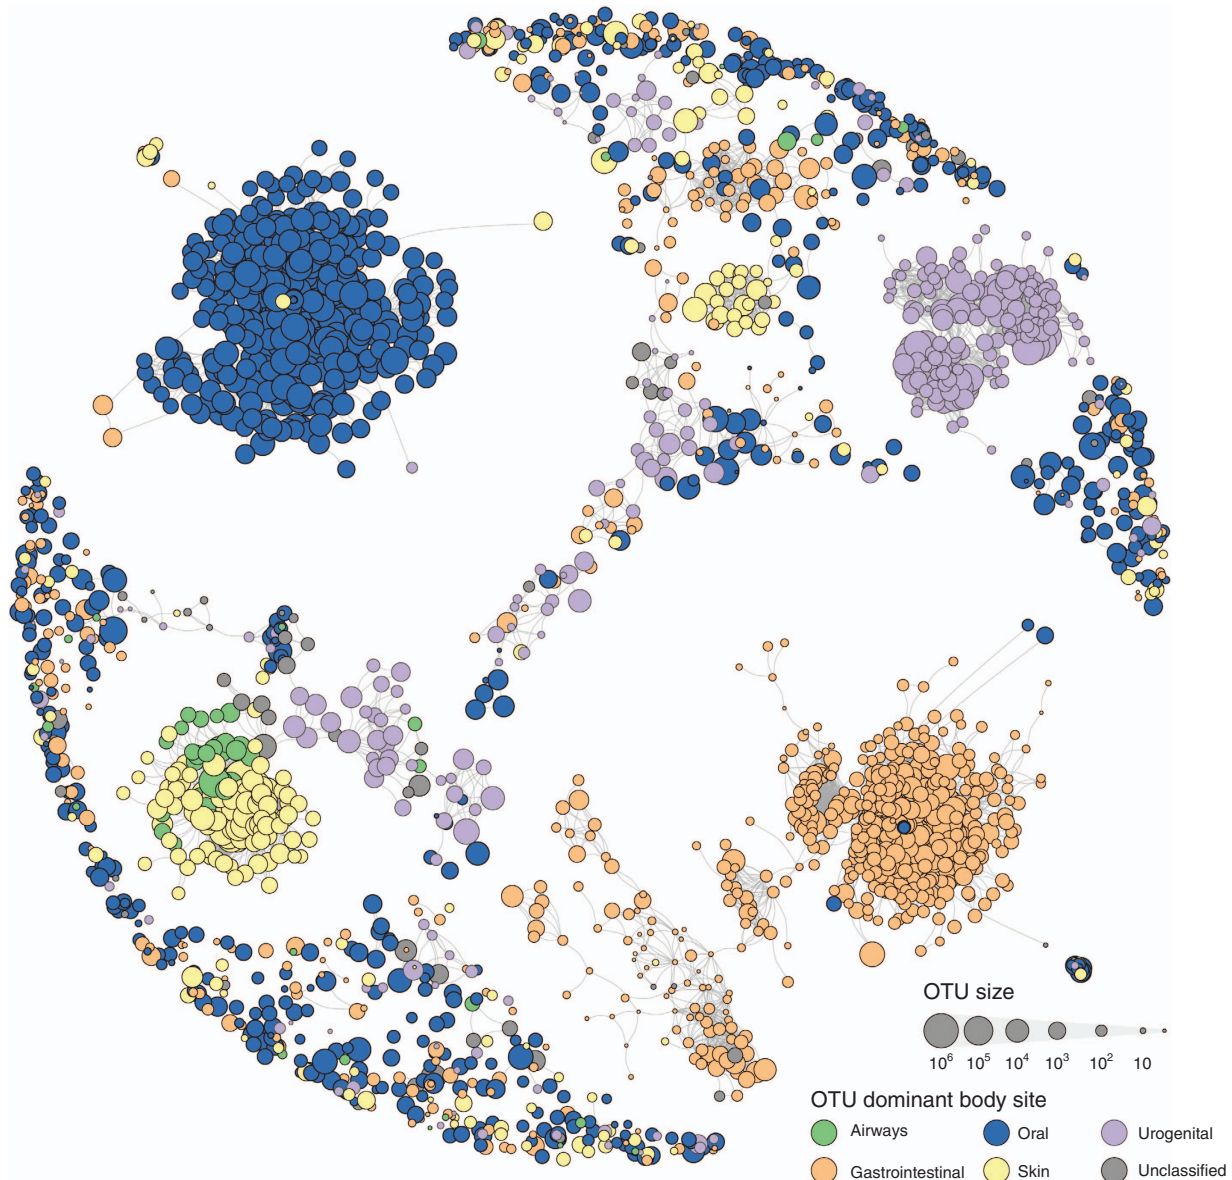 OTU size
10⁶ 10⁵ 10⁴ 10³ 10² 10
OTU dominant body site
Airways Oral Urogenital
Gastrointestinal Skin Unclassified